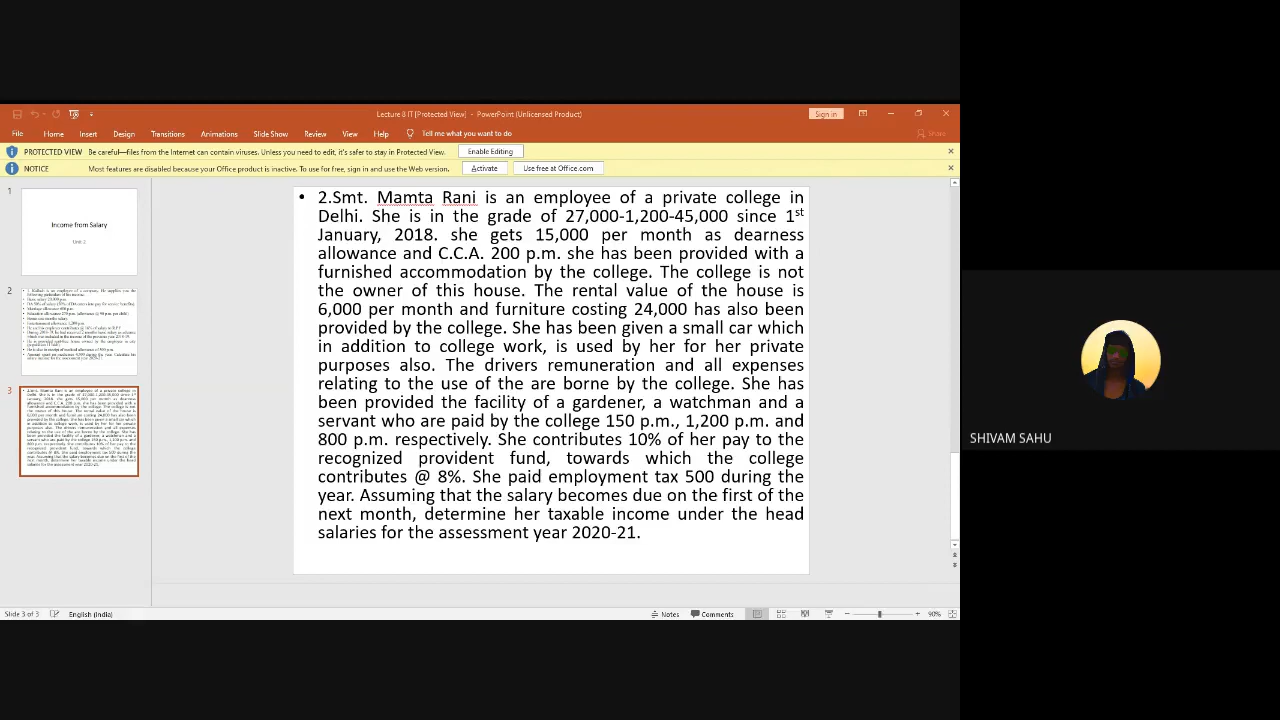 Lecture 8 IT [Protected View] - PowerPoint (Unlicensed Product)
Sign in
File Home Insert Design Transitions Animations Slide Show Review View Help Tell me what you want to do
Share
PROTECTED VIEW Be careful—files from the Internet can contain viruses. Unless you need to edit, it's safer to stay in Protected View. Enable Editing
NOTICE Most features are disabled because your Office product is inactive. To use for free, sign in and use the Web version. Activate Use free at Office.com
1
Income from Salary
Unit 2
2
3
• 2.Smt. Mamta Rani is an employee of a private college in
Delhi. She is in the grade of 27,000-1,200-45,000 since 1st
January, 2018. she gets 15,000 per month as dearness
allowance and C.C.A. 200 p.m. she has been provided with a
furnished accommodation by the college. The college is not
the owner of this house. The rental value of the house is
6,000 per month and furniture costing 24,000 has also been
provided by the college. She has been given a small car which
in addition to college work, is used by her for her private
purposes also. The drivers remuneration and all expenses
relating to the use of the are borne by the college. She has
been provided the facility of a gardener, a watchman and a
servant who are paid by the college 150 p.m., 1,200 p.m. and
800 p.m. respectively. She contributes 10% of her pay to the
recognized provident fund, towards which the college
contributes @ 8%. She paid employment tax 500 during the
year. Assuming that the salary becomes due on the first of the
next month, determine her taxable income under the head
salaries for the assessment year 2020-21.
SHIVAM SAHU
Slide 3 of 3 English (India) Notes Comments 90%